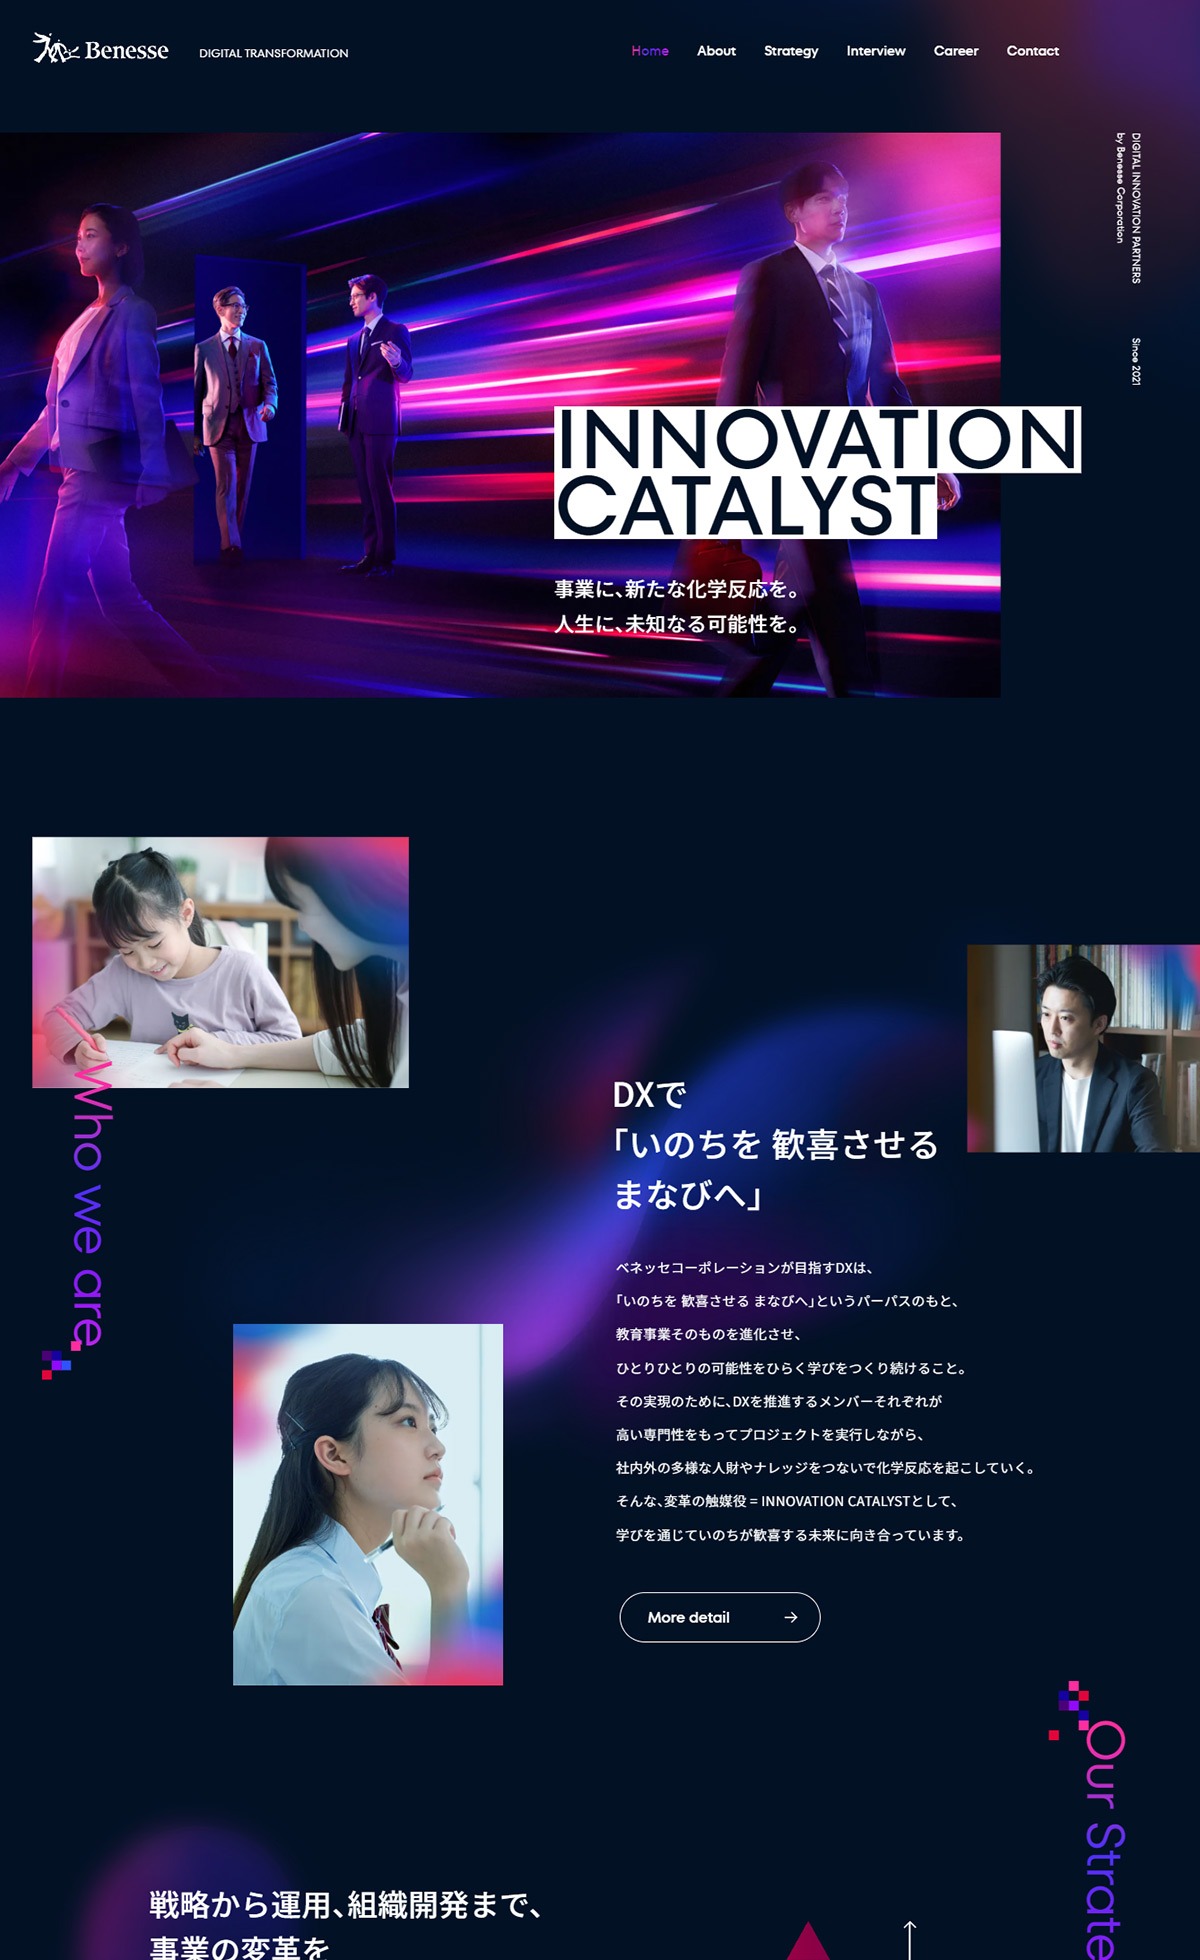 Benesse
DIGITAL TRANSFORMATION
Home
About
Strategy
Interview
Career
Contact
DIGITAL INNOVATION PARTNERS
by Benesse Corporation
Since 2021
INNOVATION
CATALYST
事業に、新たな化学反応を。
人生に、未知なる可能性を。
Who we are
DXで
「いのちを 歓喜させる
まなびへ」
ベネッセコーポレーションが目指すDXは、
「いのちを 歓喜させる まなびへ」というパーパスのもと、
教育事業そのものを進化させ、
ひとりひとりの可能性をひらく学びをつくり続けること。
その実現のために、DXを推進するメンバーそれぞれが
高い専門性をもってプロジェクトを実行しながら、
社内外の多様な人財やナレッジをつないで化学反応を起こしていく。
そんな、変革の触媒役 = INNOVATION CATALYSTとして、
学びを通じていのちが歓喜する未来に向き合っています。
More detail
Our Strate
戦略から運用、組織開発まで、
事業の変革を